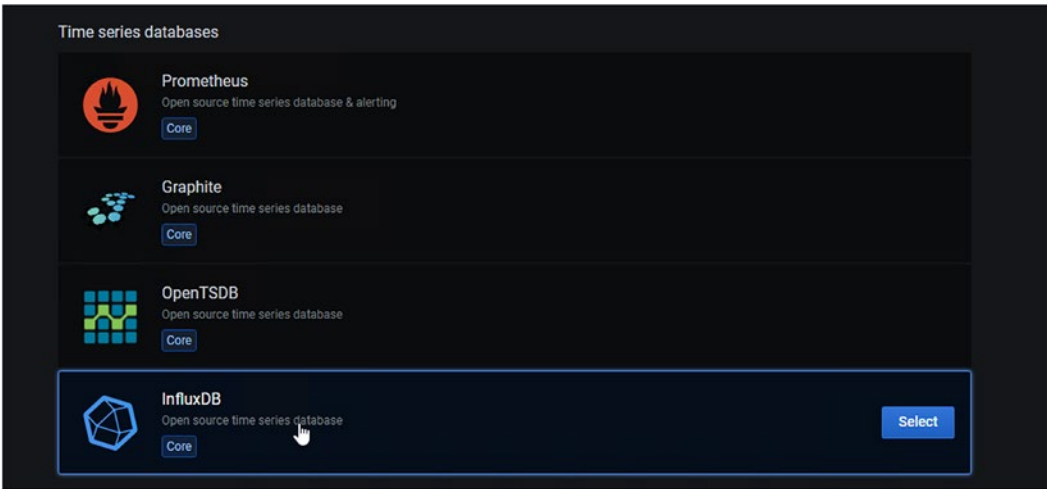 Time series databases
Prometheus
Open source time series database & alerting
Core
Graphite
Open source time series database
Core
OpenTSDB
Open source time series database
Core
InfluxDB
Open source time series database
Core
Select